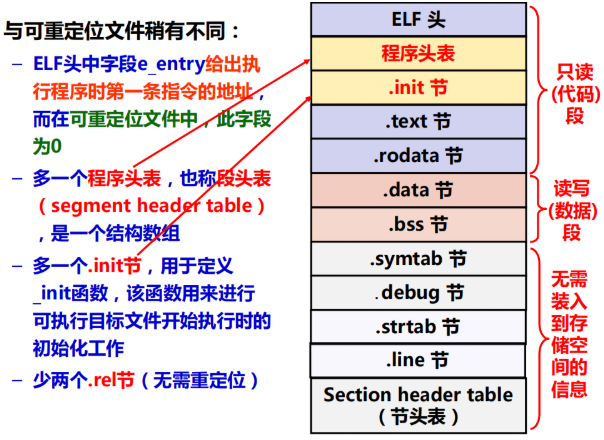 与可重定位文件稍有不同：
– ELF头中字段e_entry给出执
行程序时第一条指令的地址，
而在可重定位文件中，此字段
为0
– 多一个程序头表，也称段头表
（segment header table）
，是一个结构数组
– 多一个.init节，用于定义
_init函数，该函数用来进行
可执行目标文件开始执行时的
初始化工作
– 少两个.rel节（无需重定位）
ELF 头
程序头表
.init 节
.text 节
.rodata 节
.data 节
.bss 节
.symtab 节
.debug 节
.strtab 节
.line 节
Section header table
（节头表）
只读
(代码)
段
读写
(数据)
段
无需
装入
到存
储空
间的
信息